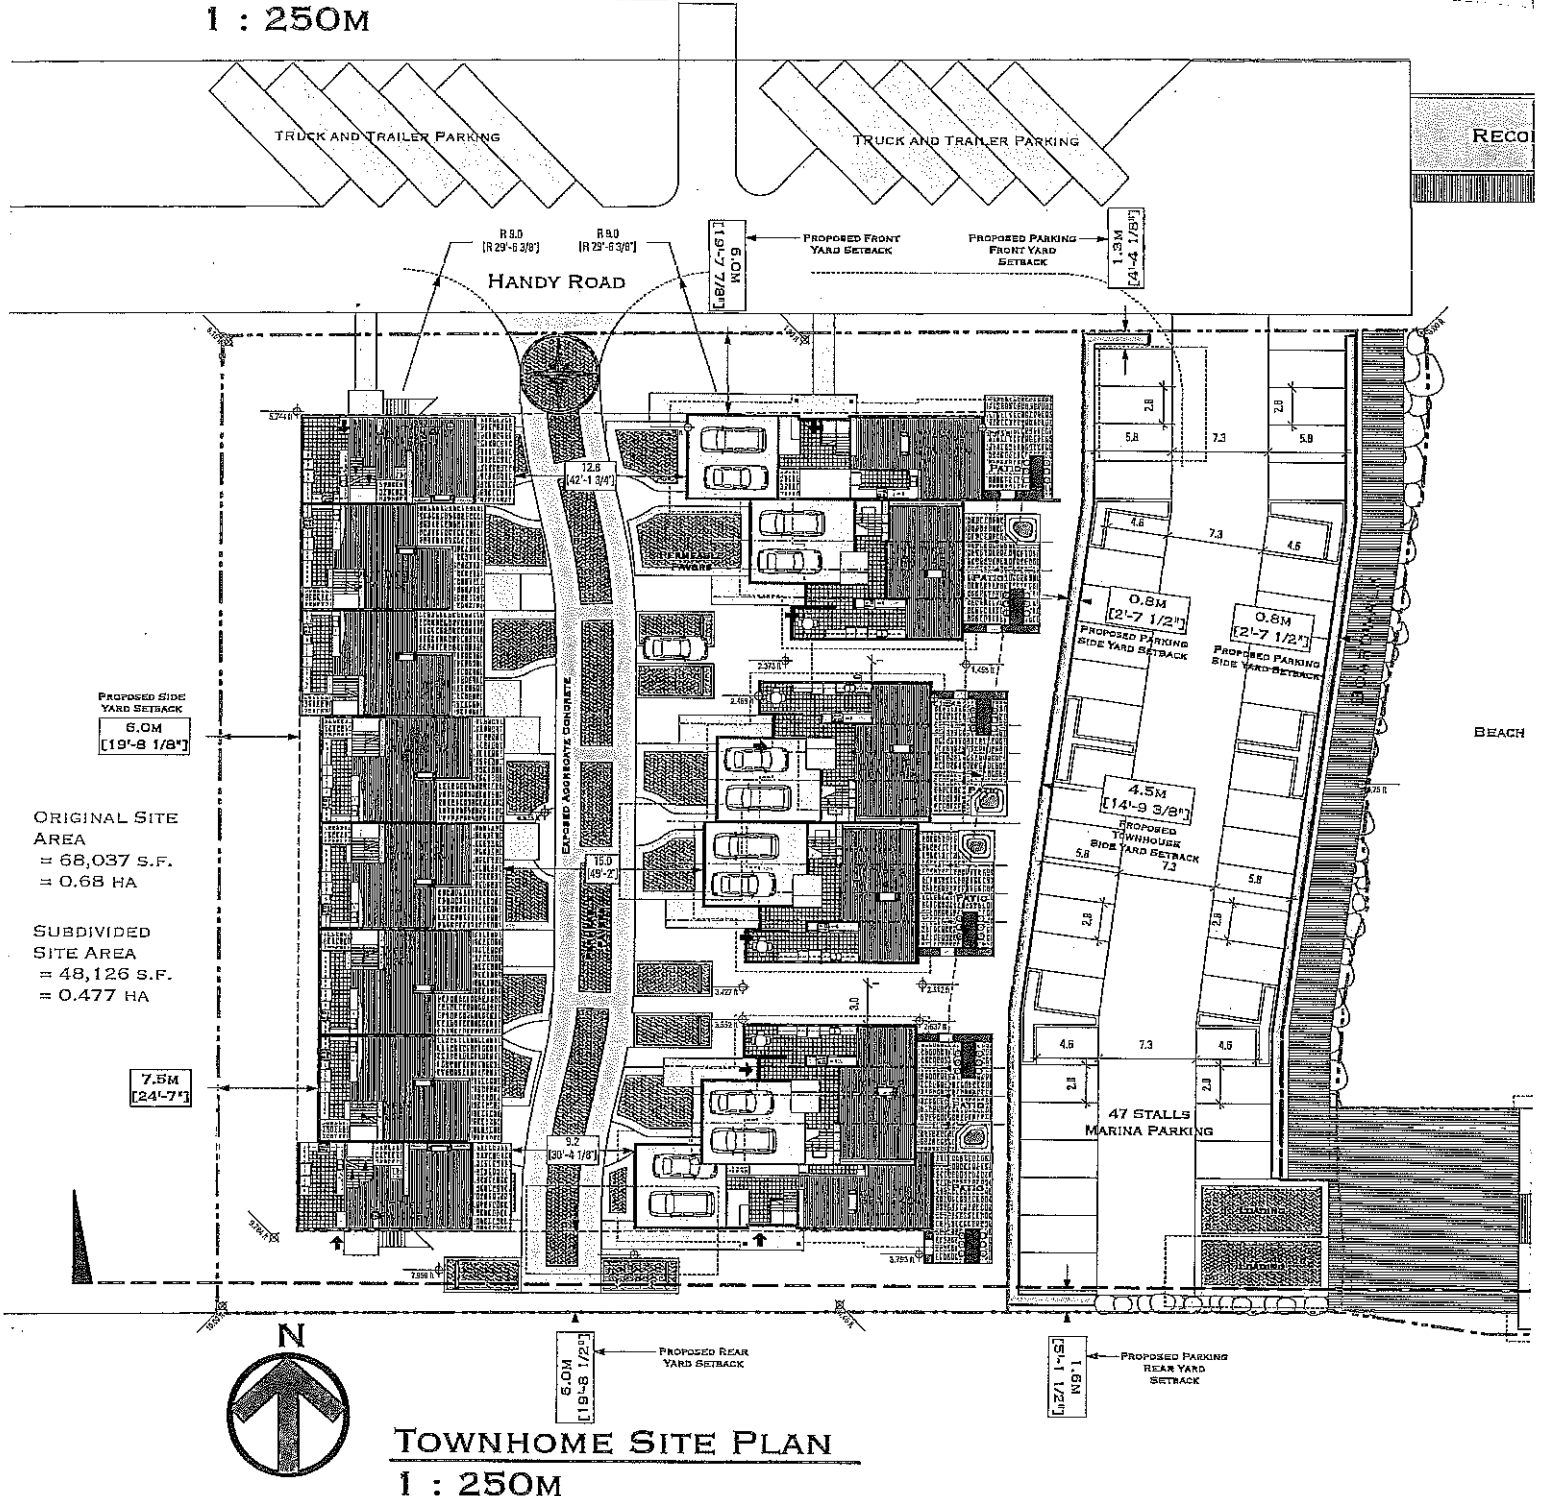 1 : 250M
TRUCK AND TRAILER PARKING
TRUCK AND TRAILER PARKING
RECO
R 9.0
[R 29'-6 3/8"]
R 9.0
[R 29'-6 3/8"]
HANDY ROAD
6.0M
[19'-7 7/8"]
PROPOSED FRONT
YARD SETBACK
PROPOSED PARKING
FRONT YARD
SETBACK
1.3M
[4'-4 1/8"]
2.8
2.8
5.8
7.3
5.8
12.8
[42'-1 3/4"]
PATIO
4.6
7.3
4.6
PERMEABLE
PAVERS
PATIO
0.8M
[2'-7 1/2"]
PROPOSED PARKING
SIDE YARD SETBACK
0.8M
[2'-7 1/2"]
PROPOSED PARKING
SIDE YARD SETBACK
BOARDWALK
PROPOSED SIDE
YARD SETBACK
6.0M
[19'-8 1/8"]
EXPOSED AGGREGATE CONCRETE
BEACH
4.5M
[14'-9 3/8"]
PROPOSED
TOWNHOUSE
SIDE YARD SETBACK
ORIGINAL SITE
AREA
= 68,037 S.F.
= 0.68 HA
5.8
7.3
5.8
15.0
[49'-2"]
PATIO
2.8
2.8
SUBDIVIDED
SITE AREA
= 48,126 S.F.
= 0.477 HA
3.0
4.6
7.3
4.6
7.5M
[24'-7"]
2.8
2.8
47 STALLS
MARINA PARKING
9.2
[30'-4 1/8"]
PATIO
LOADING
LOADING
N
6.0M
[19'-8 1/2"]
PROPOSED REAR
YARD SETBACK
1.6M
[5'-1 1/2"]
PROPOSED PARKING
REAR YARD
SETBACK
TOWNHOME SITE PLAN
1 : 250M